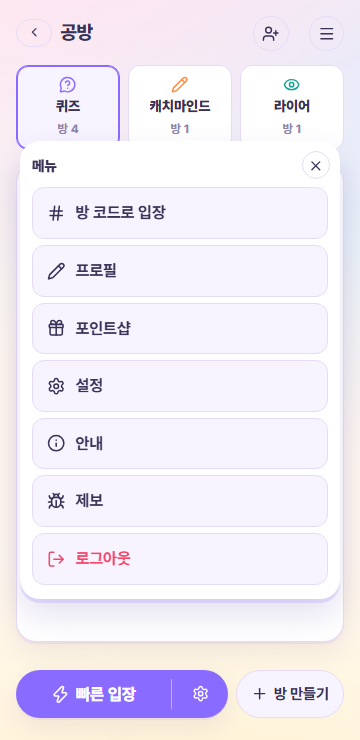 공방
퀴즈
방 4
캐치마인드
방 1
라이어
방 1
메뉴
방 코드로 입장
프로필
포인트샵
설정
안내
제보
로그아웃
빠른 입장
방 만들기